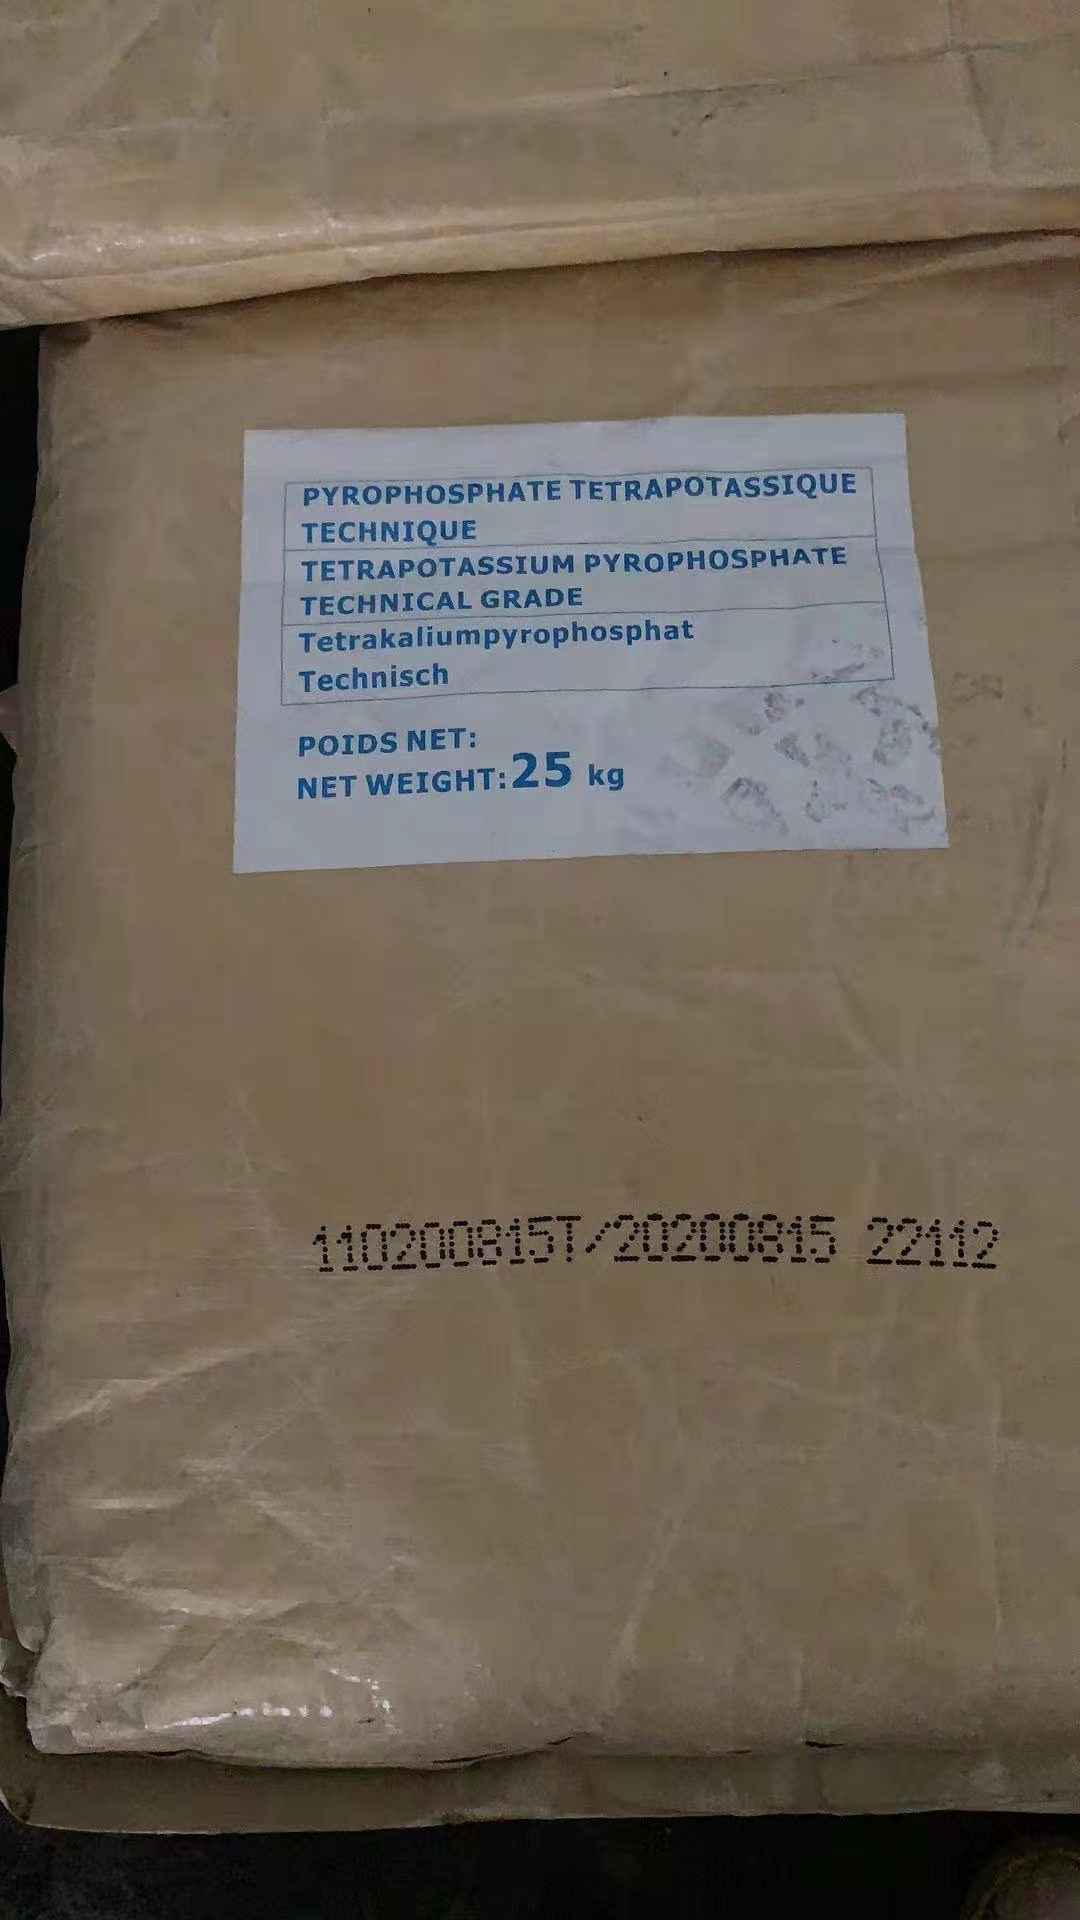 PYROPHOSPHATE TETRAPOTASSIQUE
TECHNIQUE
TETRAPOTASSIUM PYROPHOSPHATE
TECHNICAL GRADE
Tetrakaliumpyrophosphat
Technisch
POIDS NET:
NET WEIGHT: 25 kg
110200815T/20200815 22112